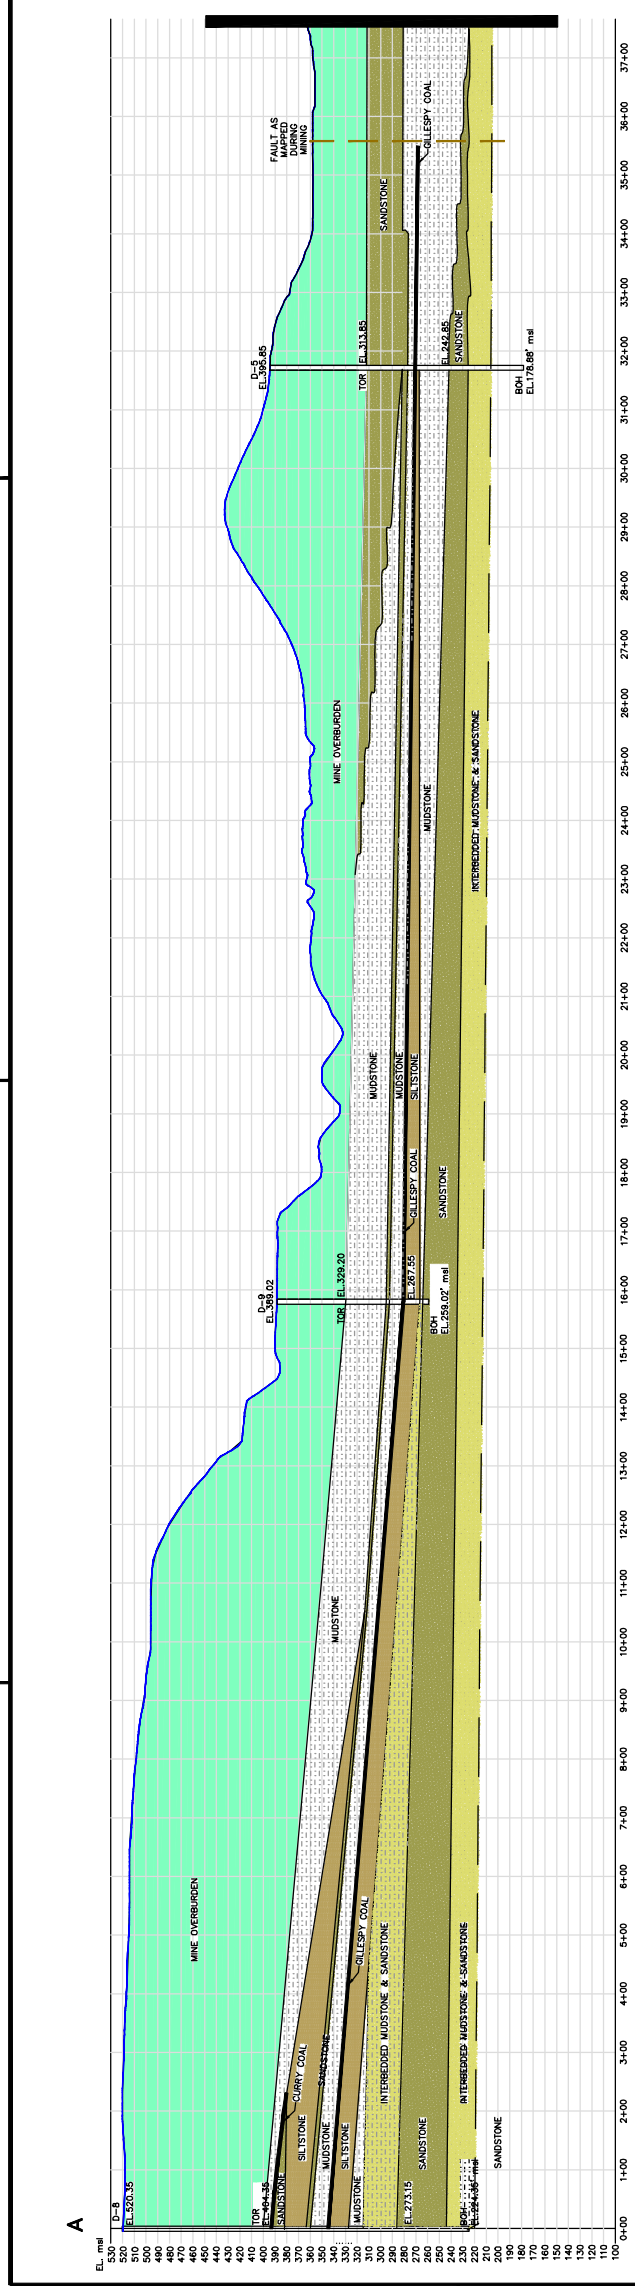 A
EL. msl
530
520
510
500
490
480
470
460
450
440
430
420
410
400
390
380
370
360
350
340
330
320
310
300
290
280
270
260
250
240
230
220
210
200
190
180
170
160
150
140
130
120
110
100
0+00
1+00
2+00
3+00
4+00
5+00
6+00
7+00
8+00
9+00
10+00
11+00
12+00
13+00
14+00
15+00
16+00
17+00
18+00
19+00
20+00
21+00
22+00
23+00
24+00
25+00
26+00
27+00
28+00
29+00
30+00
31+00
32+00
33+00
34+00
35+00
36+00
37+00
D-8
EL.520.35
TOR
EL.404.35
SANDSTONE
CURRY COAL
SILTSTONE
SANDSTONE
MUDSTONE
SILTSTONE
GILLESPY COAL
MUDSTONE
INTERBEDDED MUDSTONE & SANDSTONE
EL.273.15
SANDSTONE
INTERBEDDED MUDSTONE & SANDSTONE
BOH
msl
SANDSTONE
MINE OVERBURDEN
MUDSTONE
D-9
EL.389.02
TOR
EL.329.20
EL.267.55
BOH
EL.259.02' msl
GILLESPY COAL
SANDSTONE
MUDSTONE
MUDSTONE
SILTSTONE
MINE OVERBURDEN
MUDSTONE
INTERBEDDED MUDSTONE & SANDSTONE
D-5
EL.395.85
TOR
EL.313.85
EL.242.85
SANDSTONE
BOH
EL.178.88' msl
SANDSTONE
FAULT AS
MAPPED
DURING
MINING
GILLESPY COAL